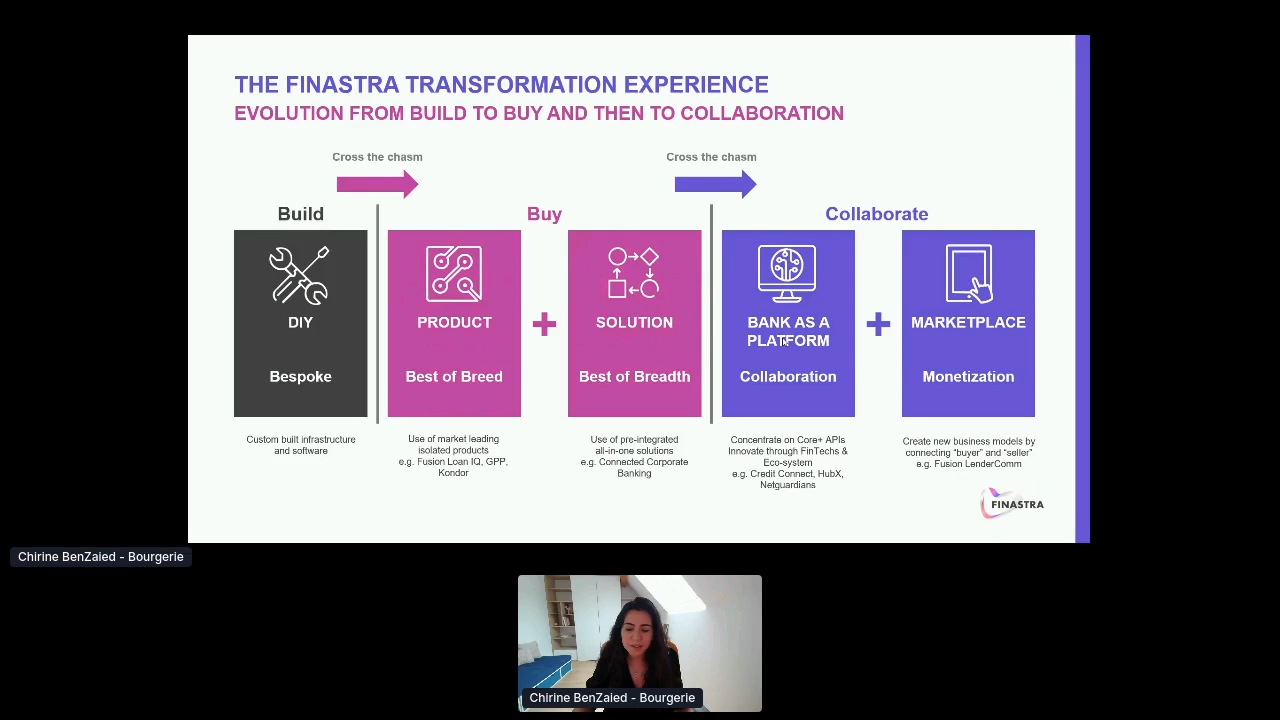 THE FINASTRA TRANSFORMATION EXPERIENCE
EVOLUTION FROM BUILD TO BUY AND THEN TO COLLABORATION
Cross the chasm
Cross the chasm
Build
Buy
Collaborate
DIY
Bespoke
PRODUCT
Best of Breed
+
SOLUTION
Best of Breadth
BANK AS A
PLATFORM
Collaboration
+
MARKETPLACE
Monetization
Custom built infrastructure
and software
Use of market leading
isolated products
e.g. Fusion Loan IQ, GPP,
Kondor
Use of pre-integrated
all-in-one solutions
e.g. Connected Corporate
Banking
Concentrate on Core+ APIs
Innovate through FinTechs &
Eco-system
e.g. Credit Connect, HubX,
Netguardians
Create new business models by
connecting “buyer” and “seller”
e.g. Fusion LenderComm
FINASTRA
Chirine BenZaied - Bourgerie
Chirine BenZaied - Bourgerie